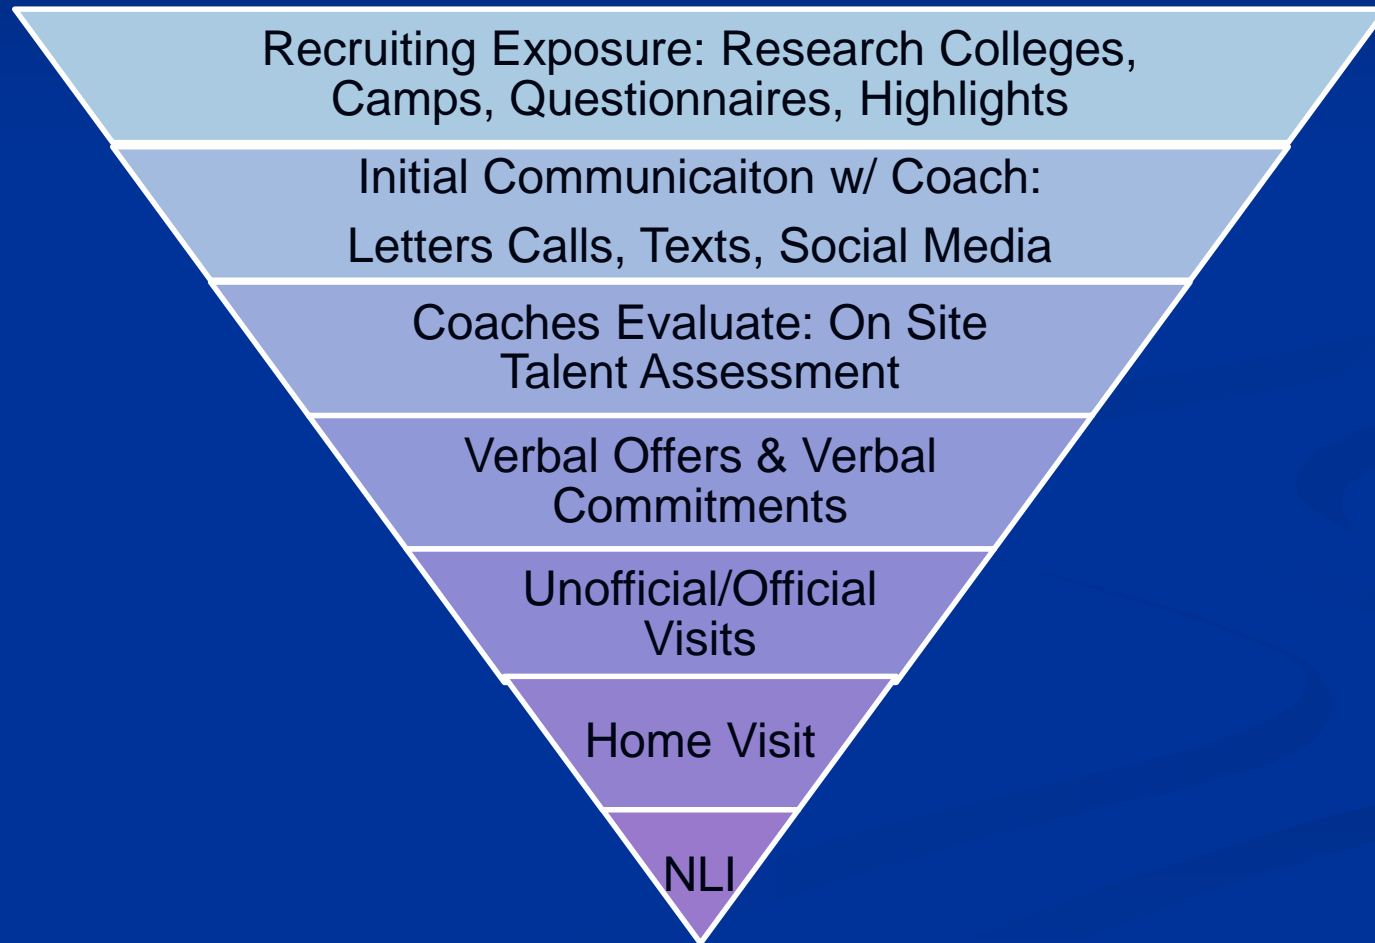 Recruiting Exposure: Research Colleges,
Camps, Questionnaires, Highlights
Initial Communicaiton w/ Coach:
Letters Calls, Texts, Social Media
Coaches Evaluate: On Site
Talent Assessment
Verbal Offers & Verbal
Commitments
Unofficial/Official
Visits
Home Visit
NLI